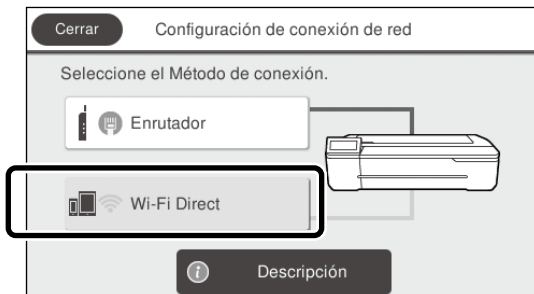 Cerrar Configuración de conexión de red
Seleccione el Método de conexión.
Enrutador
Wi-Fi Direct
Descripción